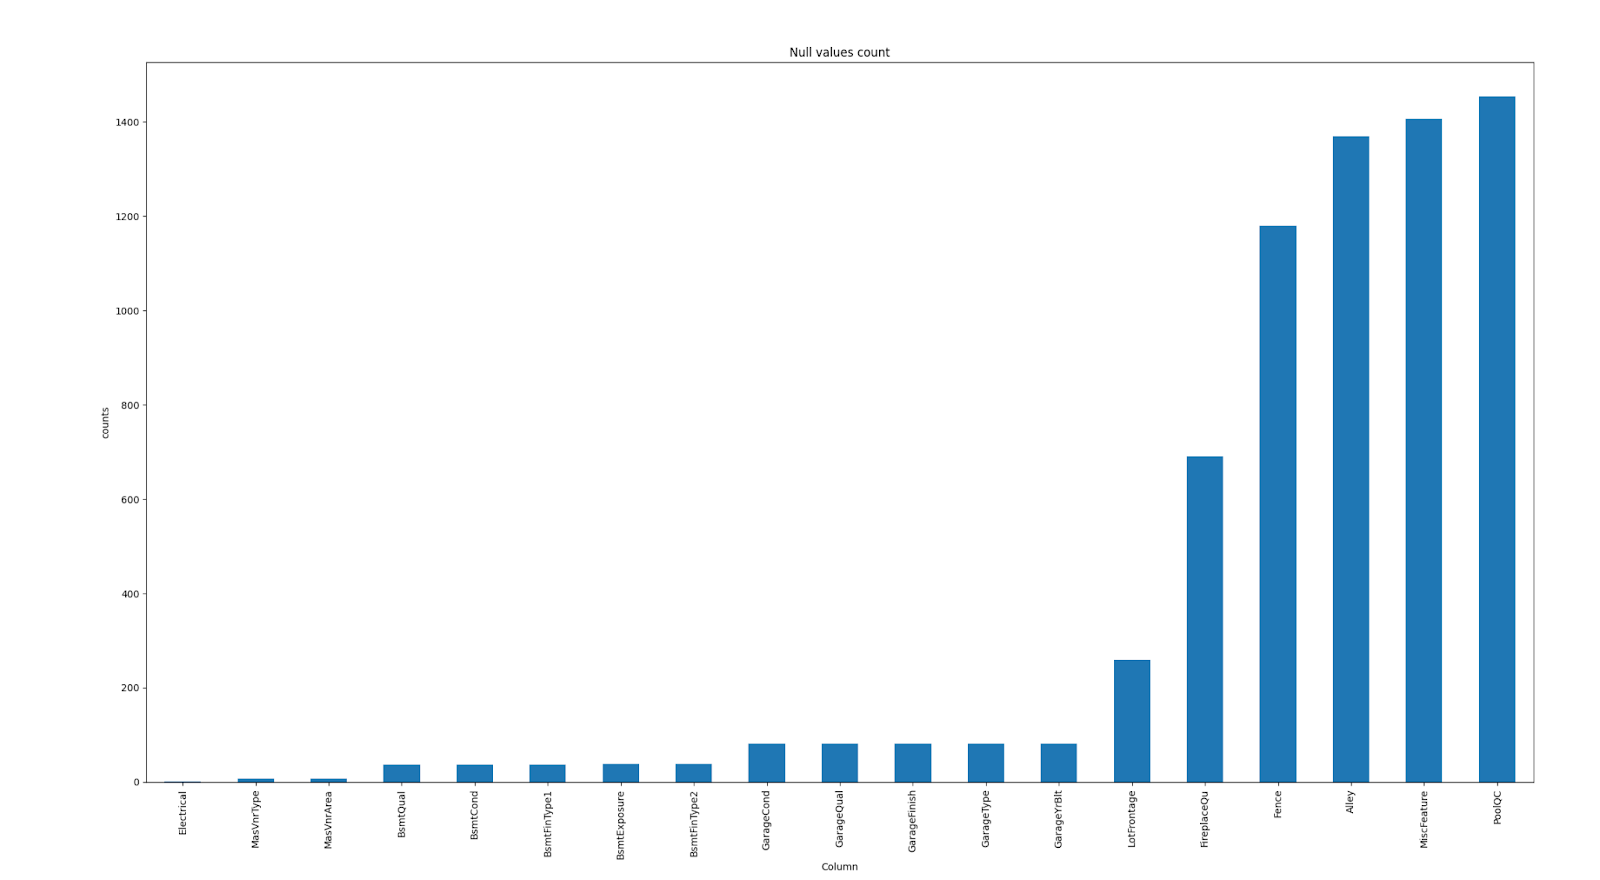 Null values count
1400
1200
1000
800
600
400
200
0
counts
Electrical
MasVnrType
MasVnrArea
BsmtQual
BsmtCond
BsmtFinType1
BsmtExposure
BsmtFinType2
GarageCond
GarageQual
GarageFinish
GarageType
GarageYrBlt
LotFrontage
FireplaceQu
Fence
Alley
MiscFeature
PoolQC
Column